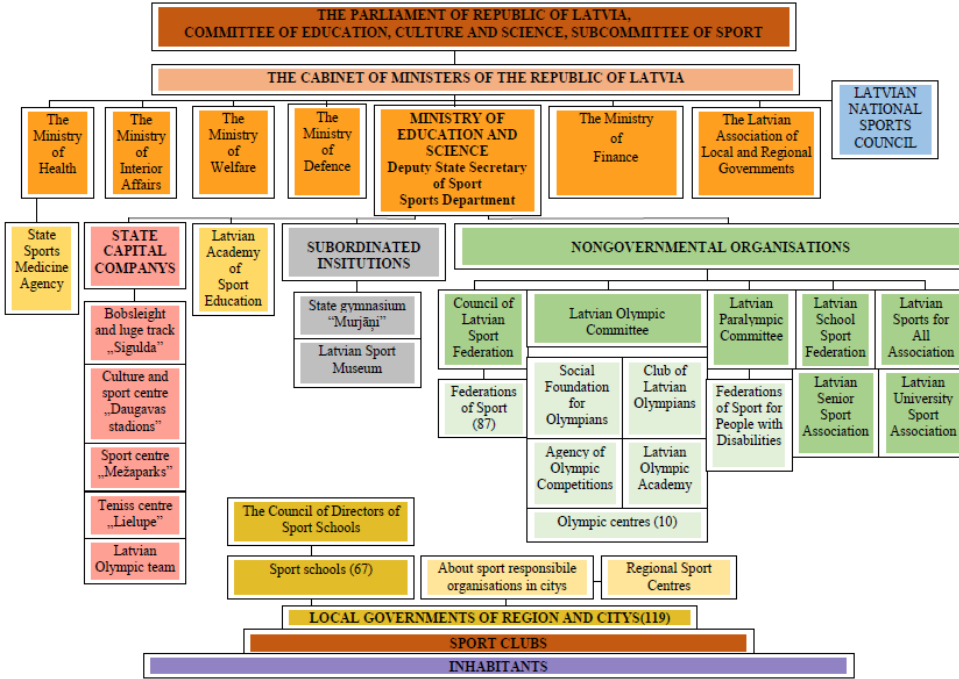 THE PARLIAMENT OF REPUBLIC OF LATVIA,
COMMITTEE OF EDUCATION, CULTURE AND SCIENCE, SUBCOMMITTEE OF SPORT
THE CABINET OF MINISTERS OF THE REPUBLIC OF LATVIA
The
Ministry
of
Health
The
Ministry of
Interior
Affairs
The
Ministry
of
Welfare
The
Ministry
of
Defence
MINISTRY OF
EDUCATION AND
SCIENCE
Deputy State Secretary
of Sport
Sports Department
The Ministry
of
Finance
The Latvian
Association of
Local and Regional
Governments
LATVIAN
NATIONAL
SPORTS
COUNCIL
State
Sports
Medicine
Agency
STATE
CAPITAL
COMPANYS
Latvian
Academy
of
Sport
Education
SUBORDINATED
INSITUTIONS
NONGOVERNMENTAL ORGANISATIONS
Bobsleight
and huge track
„Sigulda”
Culture and
sport centre
„Daugavas
stadions”
Sport centre
„Mežaparks”
Teniss centre
„Lielupe”
Latvian
Olympic team
State gymnasium
“Murjāņi”
Latvian Sport
Museum
Council of
Latvian
Sport
Federation
Federations
of Sport
(87)
Latvian Olympic
Committee
Social
Foundation
for
Olympians
Club of
Latvian
Olympians
Agency of
Olympic
Competitions
Latvian
Olympic
Academy
Olympic centres (10)
Latvian
Paralympic
Committee
Federations
of Sport for
People with
Disabilities
Latvian
School
Sport
Federation
Latvian
Senior
Sport
Association
Latvian
Sports for
All
Association
Latvian
University
Sport
Association
The Council of Directors
of Sport Schools
Sport schools (67)
About sport responsibile
organisations in citys
Regional Sport
Centres
LOCAL GOVERNMENTS OF REGION AND CITYS(119)
SPORT CLUBS
INHABITANTS